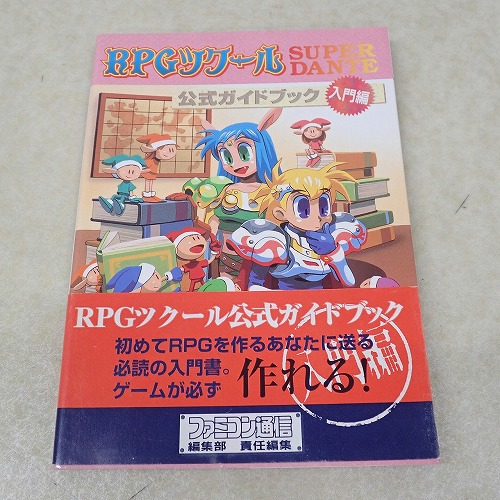 RPGツクール SUPER DANTE
公式ガイドブック
入門編
RPGツクール公式ガイドブック
入門編
初めてRPGを作るあなたに送る
必読の入門書。
ゲームが必ず 作れる!
ファミコン通信
編集部 責任編集